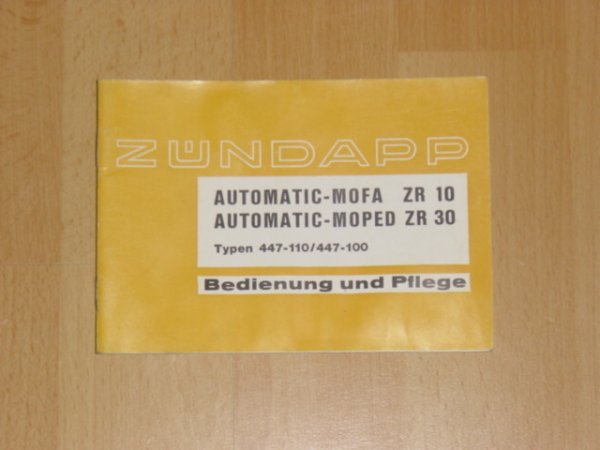 ZÜNDAPP
AUTOMATIC-MOFA ZR 10
AUTOMATIC-MOPED ZR 30
Typen 447-110/447-100
Bedienung und Pflege